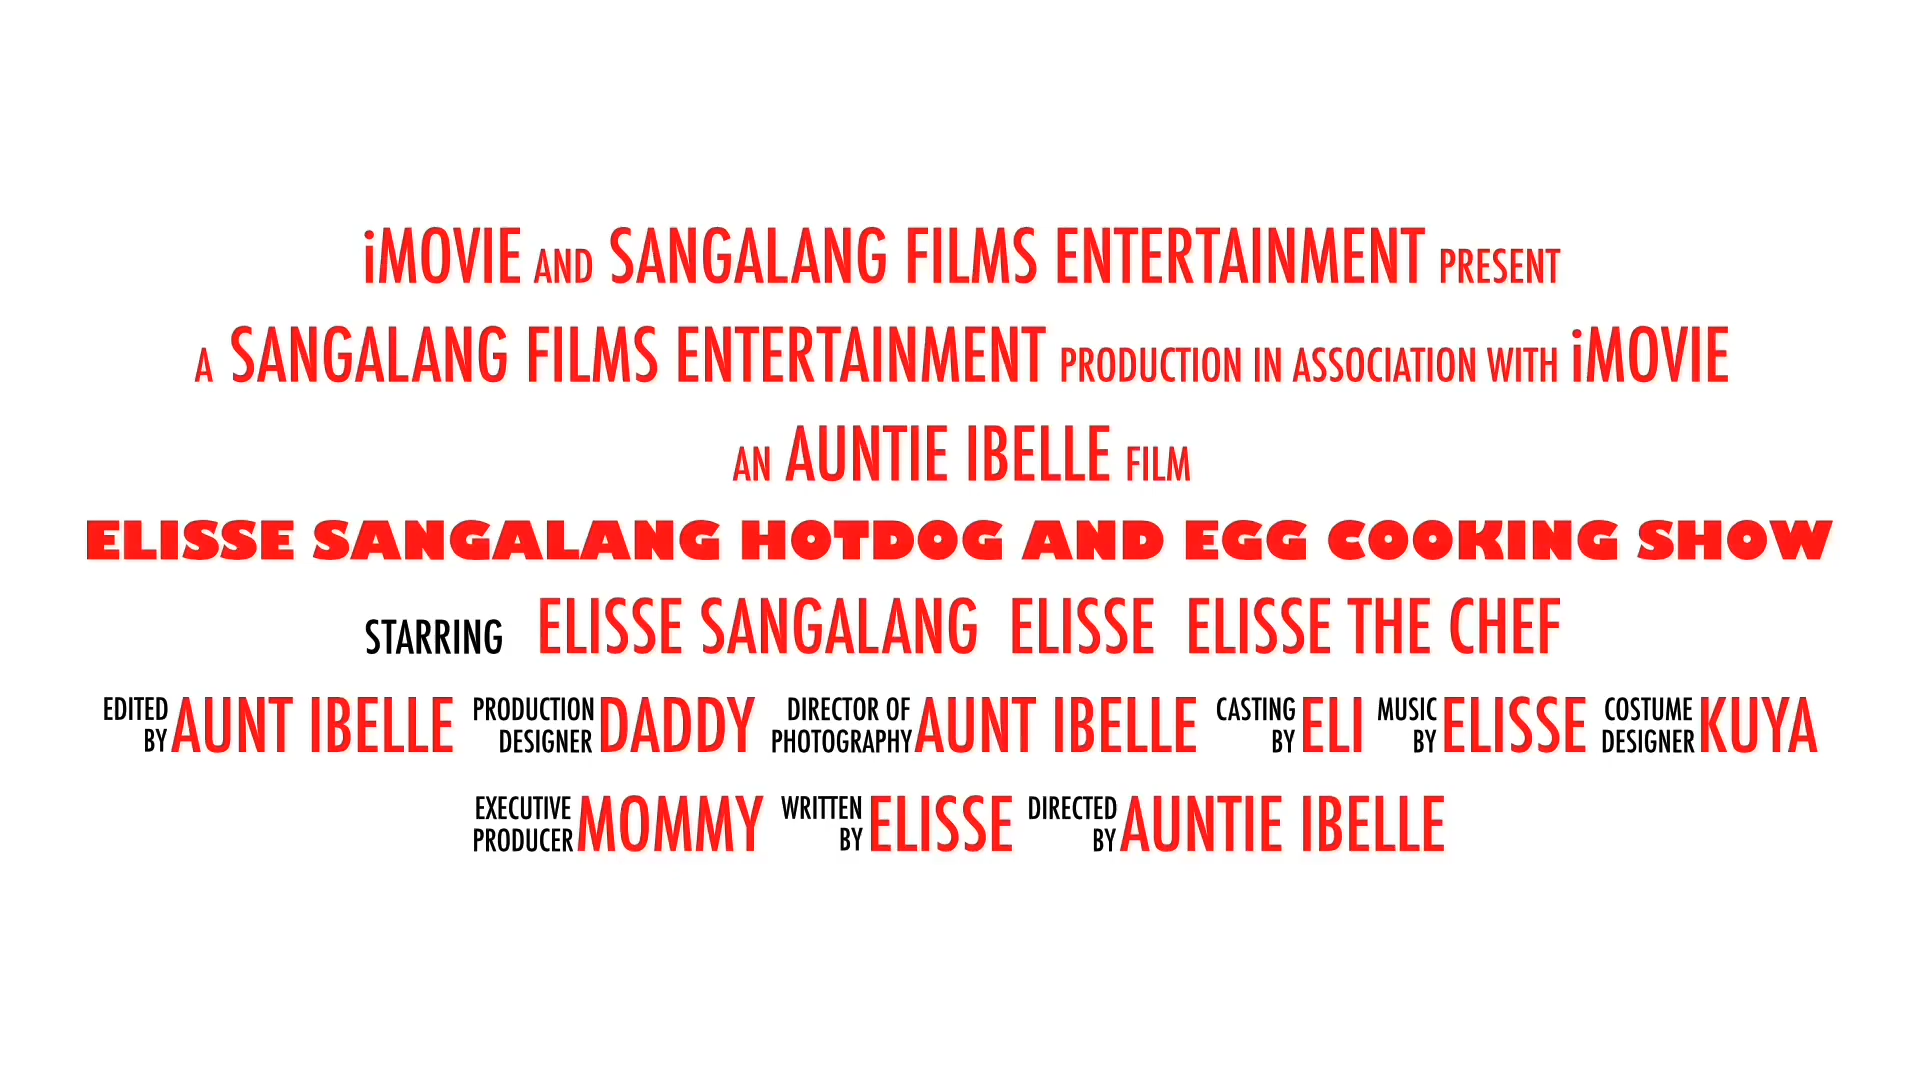 iMOVIE AND SANGALANG FILMS ENTERTAINMENT PRESENT
A SANGALANG FILMS ENTERTAINMENT PRODUCTION IN ASSOCIATION WITH iMOVIE
AN AUNTIE IBELLE FILM
ELISSE SANGALANG HOTDOG AND EGG COOKING SHOW
STARRING ELISSE SANGALANG ELISSE ELISSE THE CHEF
EDITED BY AUNT IBELLE PRODUCTION DESIGNER DADDY DIRECTOR OF PHOTOGRAPHY AUNT IBELLE CASTING BY ELI MUSIC BY ELISSE COSTUME DESIGNER KUYA
EXECUTIVE PRODUCER MOMMY WRITTEN BY ELISSE DIRECTED BY AUNTIE IBELLE